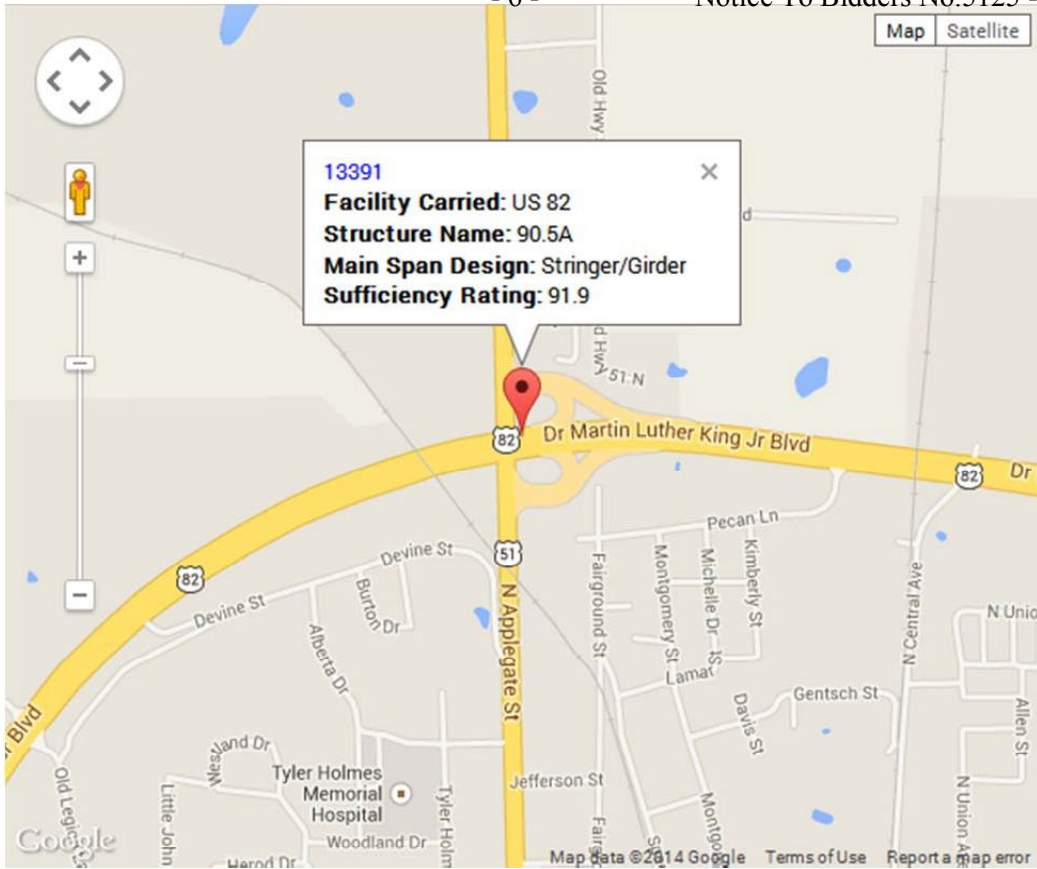 - 6 -
Notice To Bidders No.5125 -
Map
Satellite
Old Hwy
13391
×
Facility Carried: US 82
Structure Name: 90.5A
Main Span Design: Stringer/Girder
Sufficiency Rating: 91.9
d
d Hwy 51 N
82
Dr Martin Luther King Jr Blvd
82
Dr
Pecan Ln
51
Devine St
82
Devine St
Burton Dr
Alberta Dr
N Applegate St
Fairground St
Montgomery St
Michelle Dr
Kimberly St
N Central Ave
N Unio
Lamar
Gentsch St
Davis St
Allen St
r Blvd
Westland Dr
Tyler Holmes
Memorial
Hospital
Jefferson St
Little John
Tyler Holm
Woodland Dr
Herod Dr
N Union Ave
Google
Map data ©2014 Google
Terms of Use
Report a map error